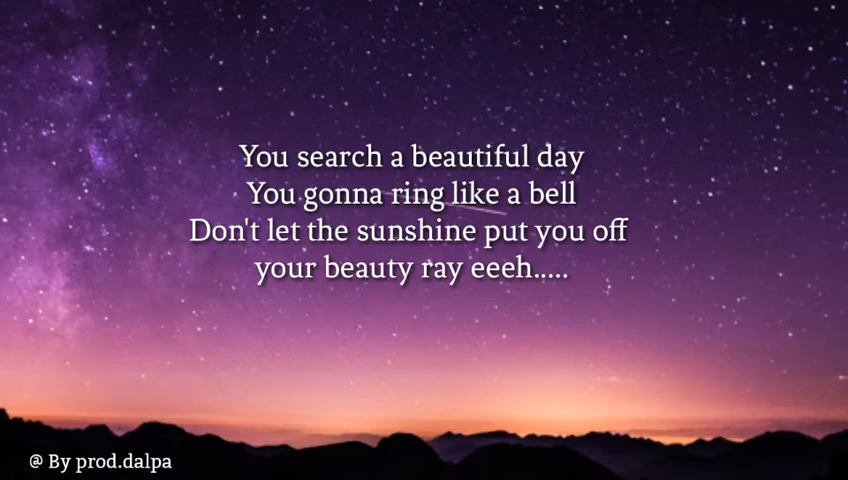 You search a beautiful day
You gonna ring like a bell
Don't let the sunshine put you off
your beauty ray eeeh.....
@ By prod.dalpa